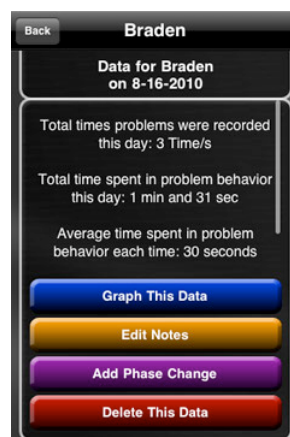 Back
Braden
Data for Braden
on 8-16-2010
Total times problems were recorded
this day: 3 Time/s
Total time spent in problem behavior
this day: 1 min and 31 sec
Average time spent in problem
behavior each time: 30 seconds
Graph This Data
Edit Notes
Add Phase Change
Delete This Data